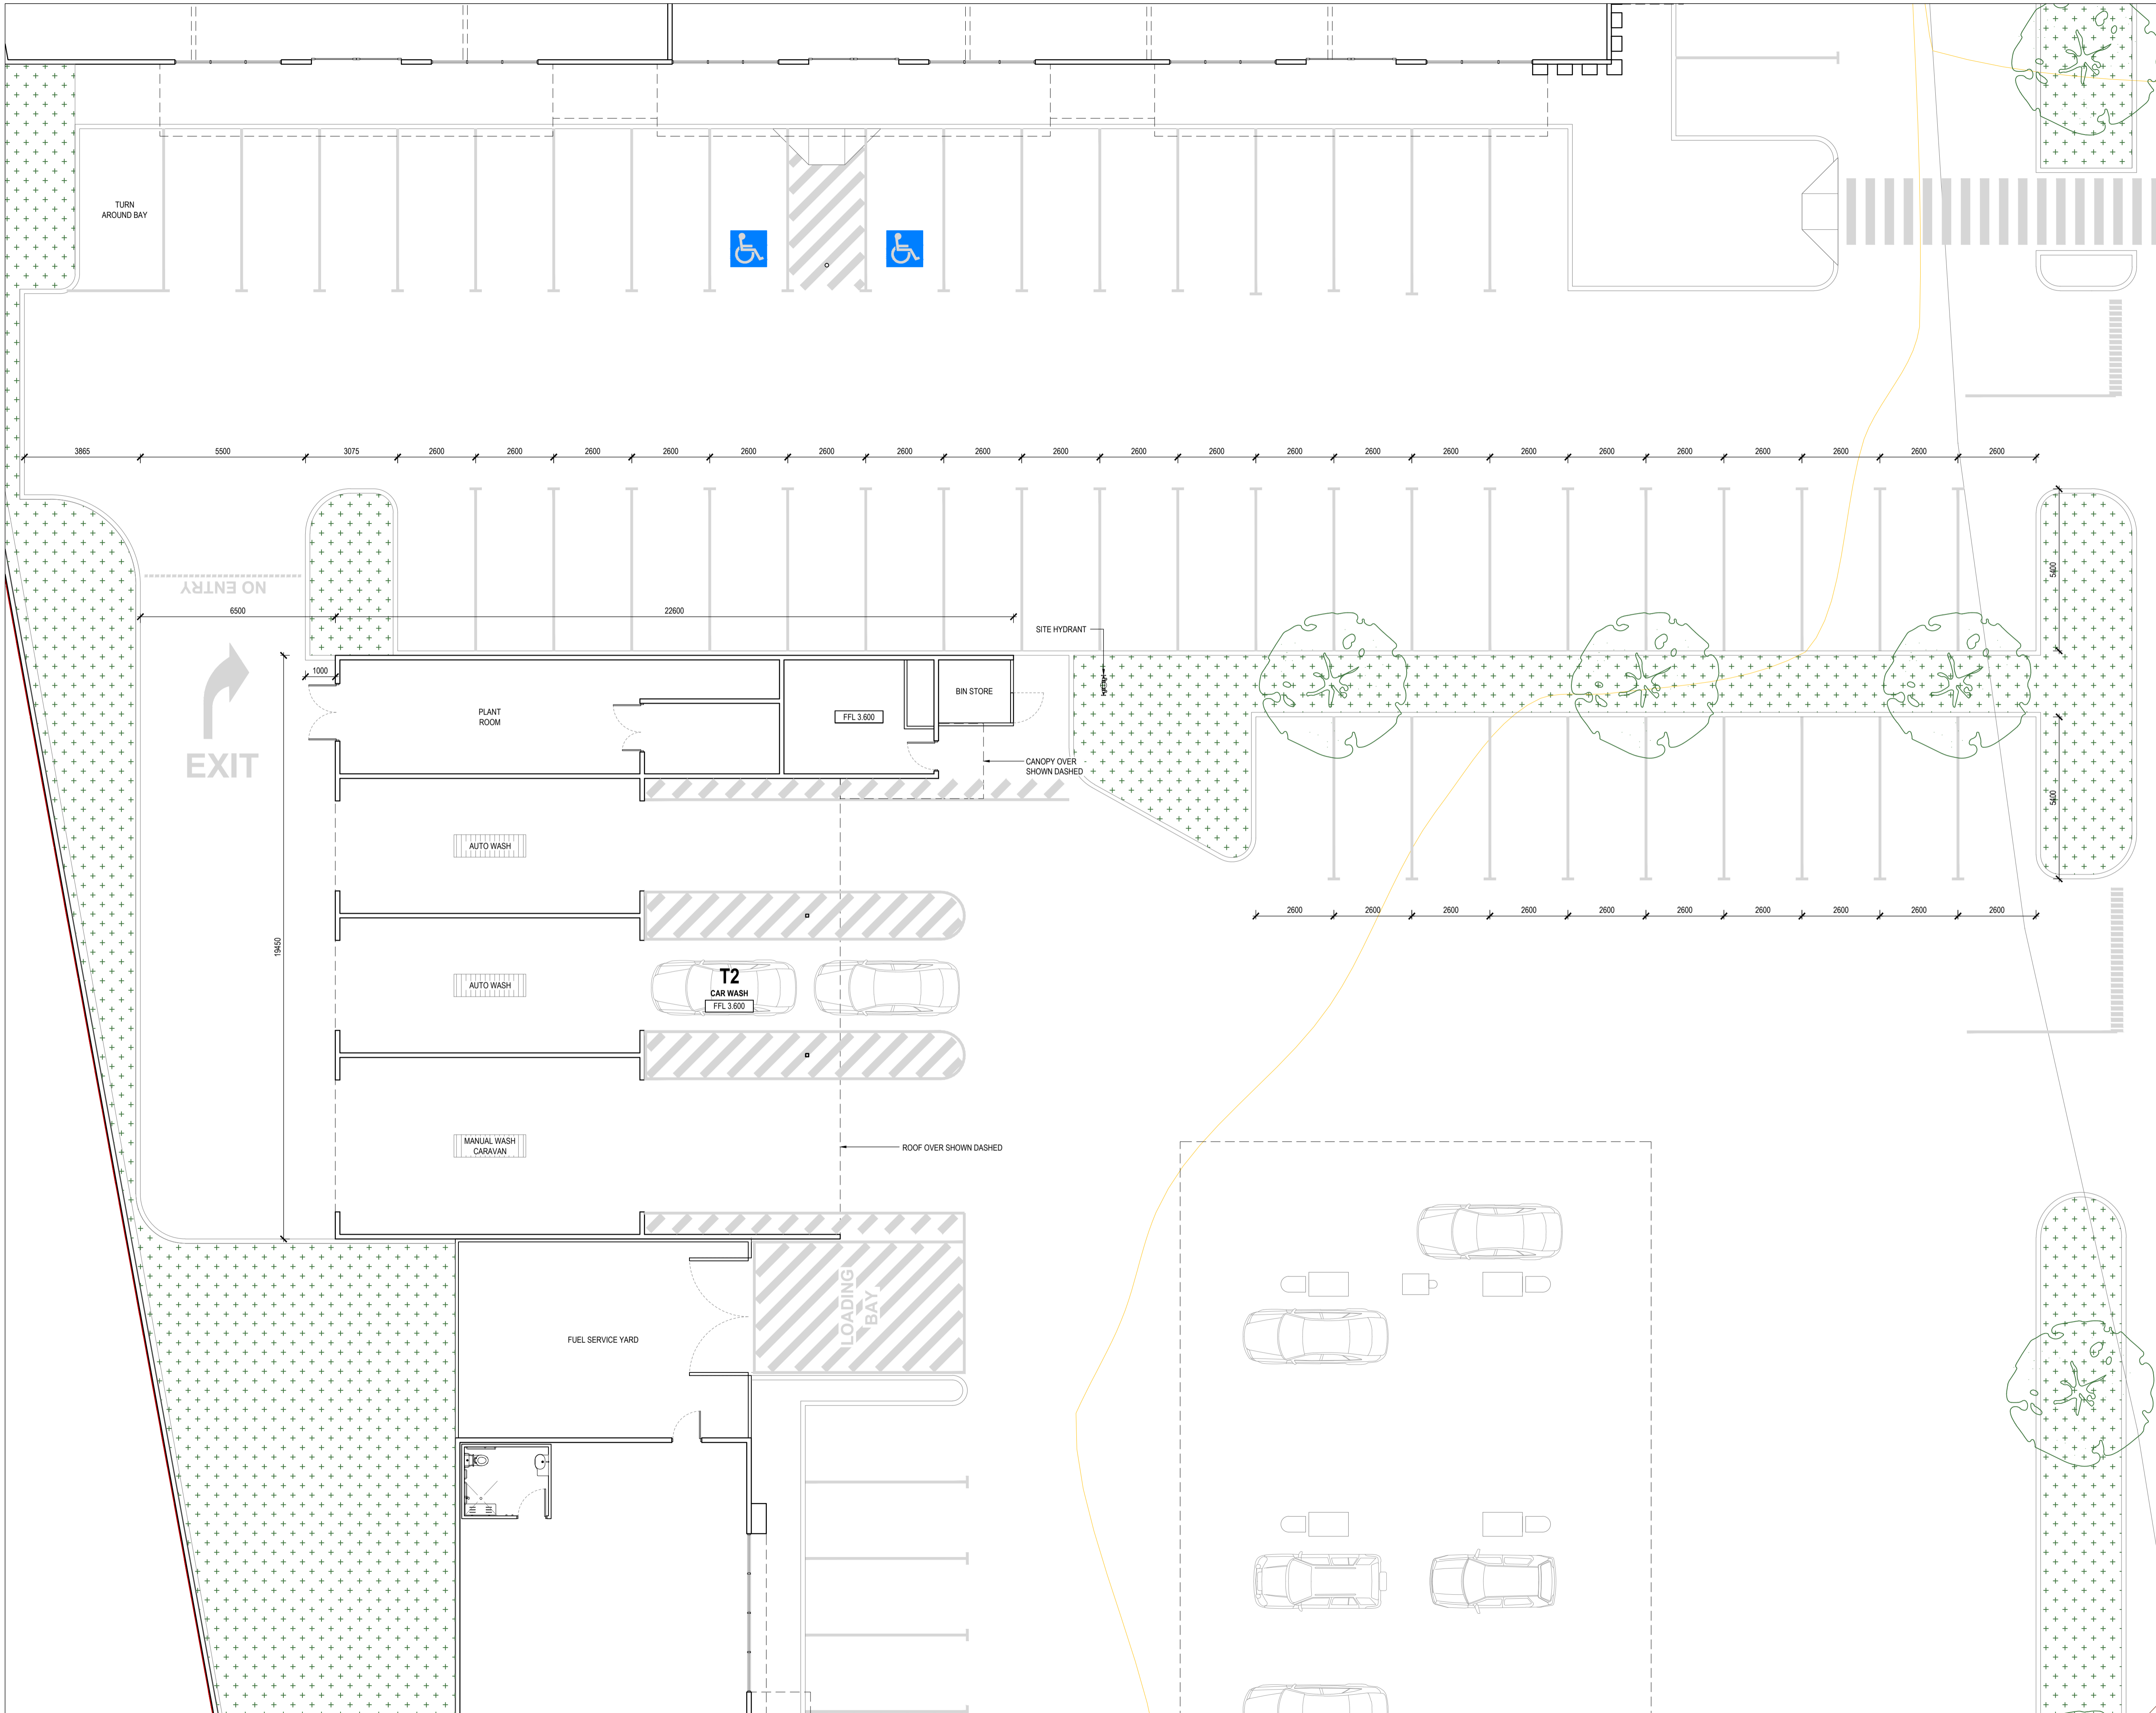 TURN
AROUND BAY
3865 5500 3075 2600 2600 2600 2600 2600 2600 2600 2600 2600 2600 2600 2600 2600 2600 2600 2600 2600 2600 2600 2600 2600
NO ENTRY
5400
6500
22600
SITE HYDRANT
1000
EXIT
PLANT
ROOM
FFL 3.600
BIN STORE
CANOPY OVER
SHOWN DASHED
5400
AUTO WASH
2600 2600 2600 2600 2600 2600 2600 2600 2600 2600
19450
AUTO WASH
T2
CAR WASH
FFL 3.600
MANUAL WASH
CARAVAN
ROOF OVER SHOWN DASHED
FUEL SERVICE YARD
LOADING
BAY